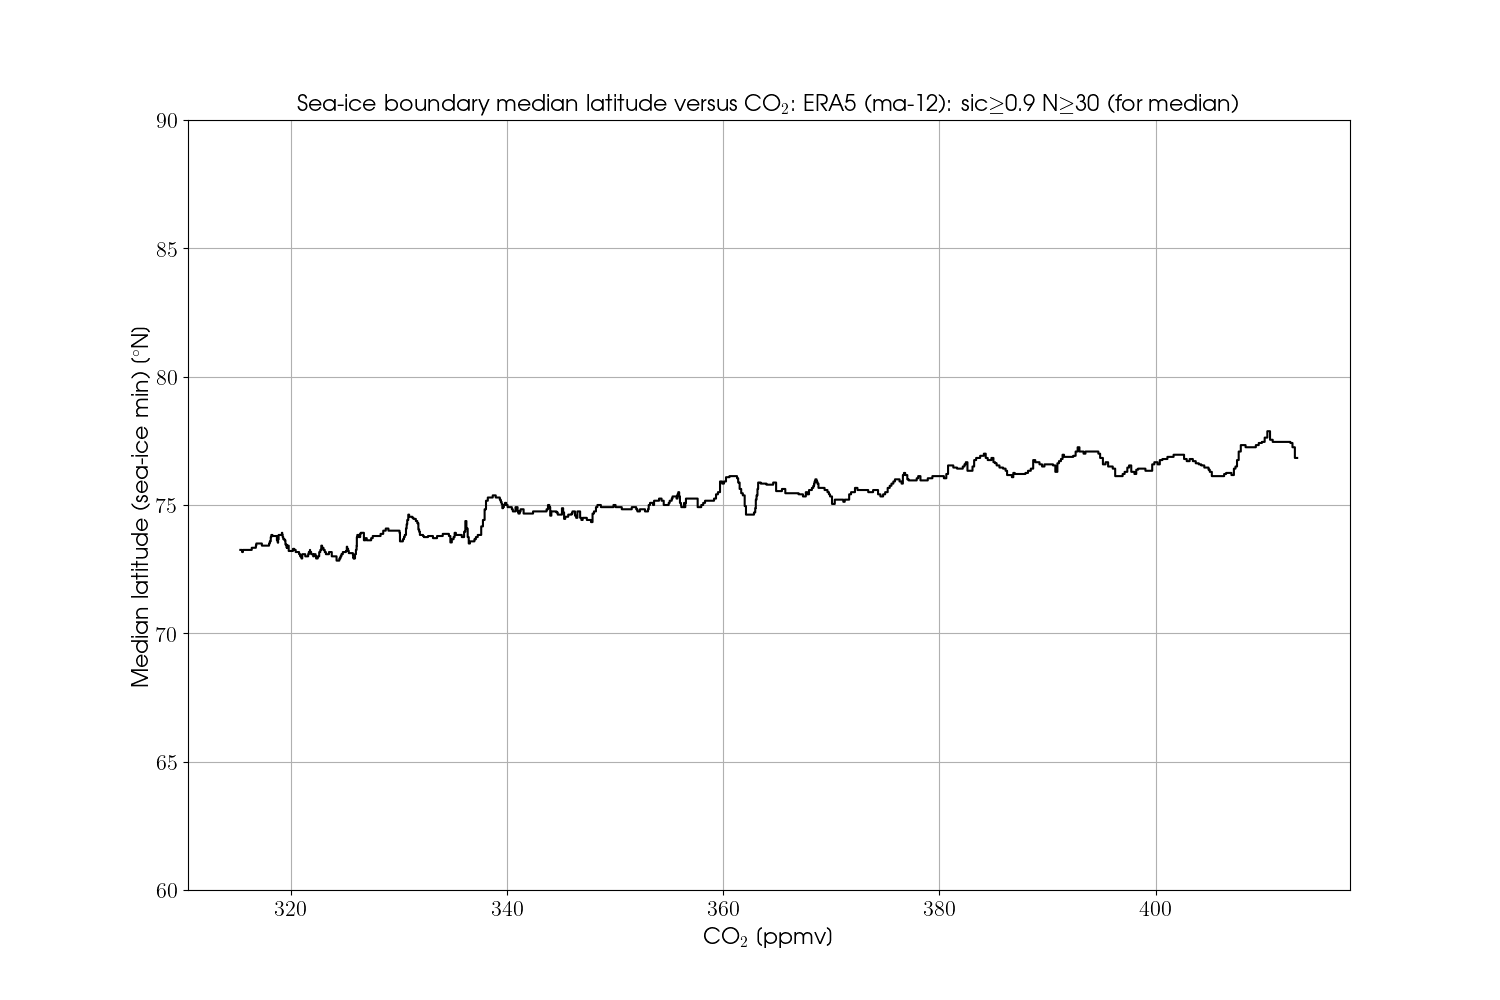 Sea-ice boundary median latitude versus CO₂: ERA5 (ma-12): sic≥0.9 N≥30 (for median)
90
85
80
75
70
65
60
Median latitude (sea-ice min) (°N)
320 340 360 380 400
CO₂ (ppmv)